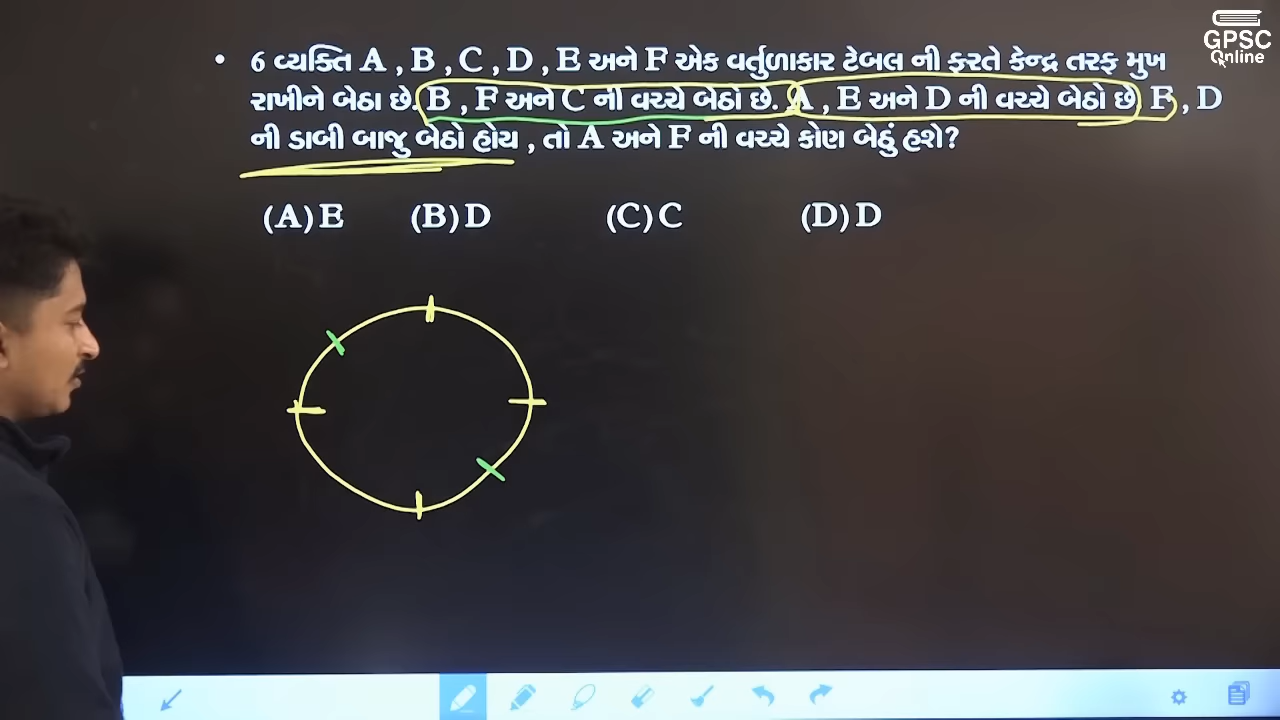 GPSC
Online
• 6 વ્યક્તિ A , B , C , D , E અને F એક વર્તુળાકાર ટેબલ ની ફરતે કેન્દ્ર તરફ મુખ
રાખીને બેઠા છે. B , F અને C ની વચ્ચે બેઠો છે. A , E અને D ની વચ્ચે બેઠો છે. F , D
ની ડાબી બાજુ બેઠો હોય , તો A અને F ની વચ્ચે કોણ બેઠું હશે?
(A) E (B) D (C) C (D) D